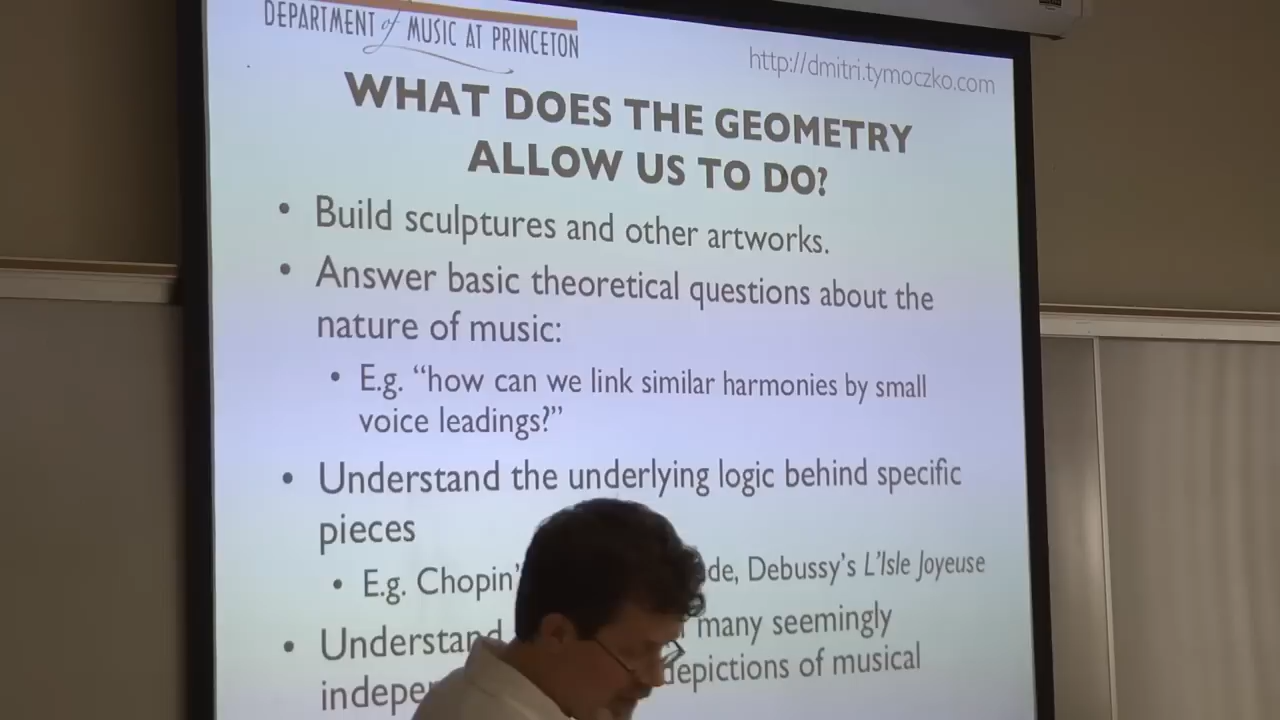 DEPARTMENT of MUSIC AT PRINCETON
http://dmitri.tymoczko.com
WHAT DOES THE GEOMETRY
ALLOW US TO DO?
• Build sculptures and other artworks.
• Answer basic theoretical questions about the
nature of music:
• E.g. “how can we link similar harmonies by small
voice leadings?”
• Understand the underlying logic behind specific
pieces
• E.g. Chopin’ de, Debussy’s L’Isle Joyeuse
• Understand many seemingly
depictions of musical